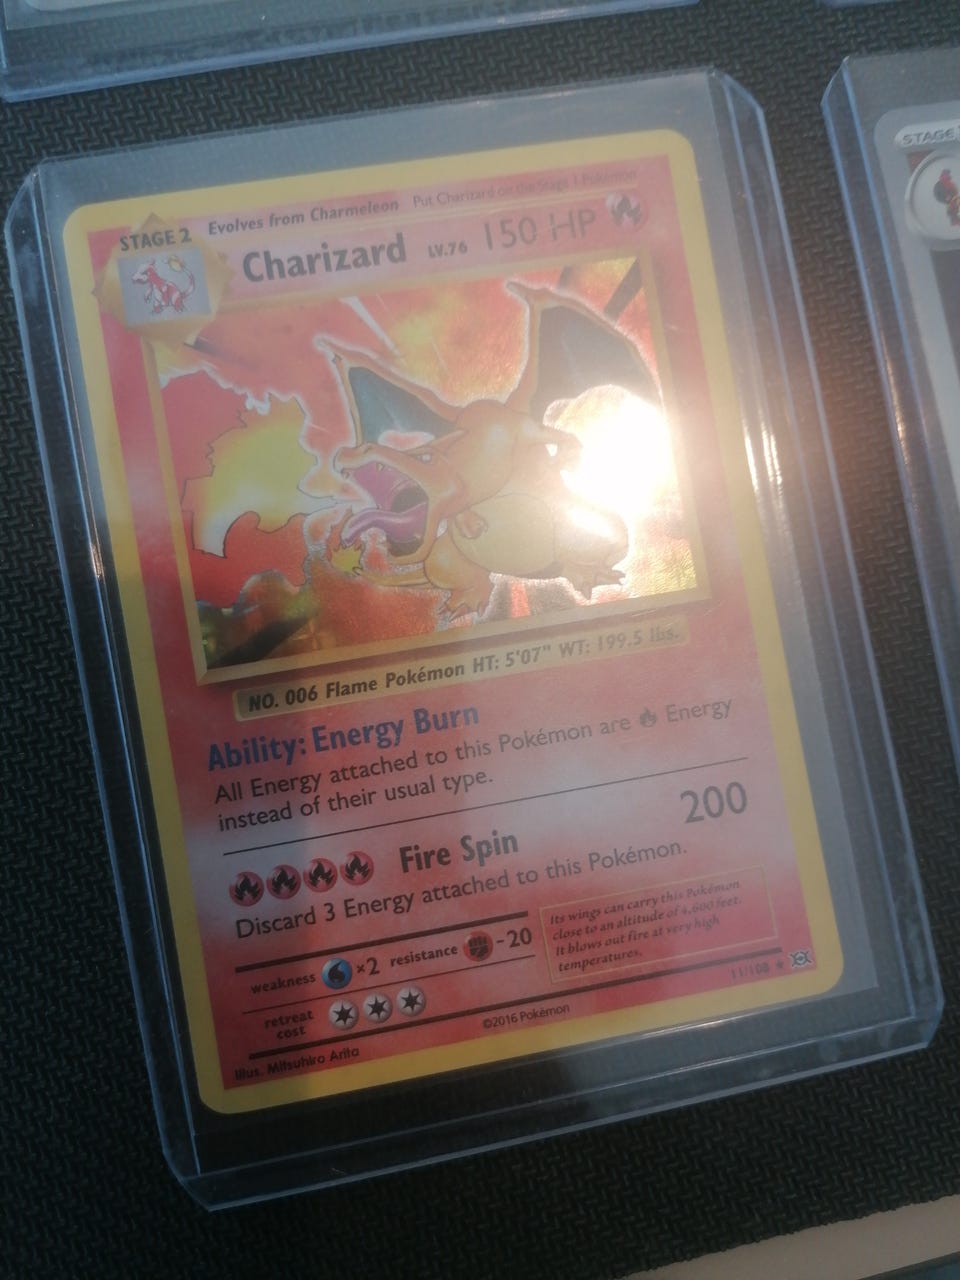 STAGE 2 Evolves from Charmeleon Put Charizard on the Stage 1 Pokémon
Charizard LV.76 150 HP
NO. 006 Flame Pokémon HT: 5'07" WT: 199.5 lbs.
Ability: Energy Burn
All Energy attached to this Pokémon are Energy
instead of their usual type.
Fire Spin 200
Discard 3 Energy attached to this Pokémon.
weakness ×2 resistance -20
retreat
cost
Its wings can carry this Pokémon
close to an altitude of 4,600 feet.
It blows out fire at very high
temperatures.
Illus. Mitsuhiro Arita
©2016 Pokémon
11/108 ★
STAGE